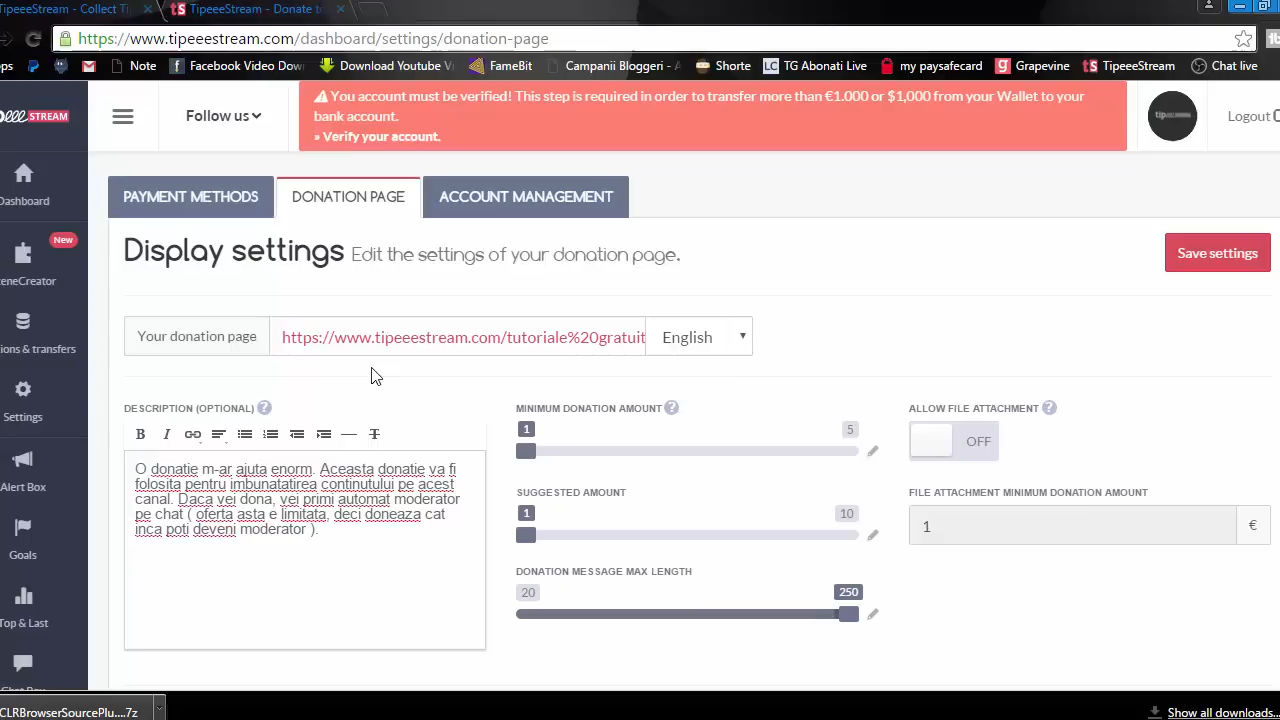 TipeeeStream - Collect Ti
TipeeeStream - Donate to
https://www.tipeeestream.com/dashboard/settings/donation-page
ps
Note
Facebook Video Dow
Download Youtube V
FameBit
Campanii Bloggeri - A
Shorte
TG Abonati Live
my paysafecard
Grapevine
TipeeeStream
Chat live
STREAM
Follow us
You account must be verified! This step is required in order to transfer more than €1.000 or $1,000 from your Wallet to your
bank account.
» Verify your account.
Logout
Dashboard
New
eneCreator
ions & transfers
Settings
Alert Box
Goals
Top & Last
Chat Box
PAYMENT METHODS
DONATION PAGE
ACCOUNT MANAGEMENT
Display settings Edit the settings of your donation page.
Save settings
Your donation page
https://www.tipeeestream.com/tutoriale%20gratuit
English
DESCRIPTION (OPTIONAL) ?
B I T
O donatie m-ar ajuta enorm. Aceasta donatie va fi
folosita pentru imbunatatirea continutului pe acest
canal. Daca vei dona, vei primi automat moderator
pe chat ( oferta asta e limitata, deci doneaza cat
inca poti deveni moderator ).
MINIMUM DONATION AMOUNT ?
1 5
SUGGESTED AMOUNT
1 10
DONATION MESSAGE MAX LENGTH
20 250
ALLOW FILE ATTACHMENT ?
OFF
FILE ATTACHMENT MINIMUM DONATION AMOUNT
1 €
CLRBrowserSourcePlu....7z
Show all downloads...